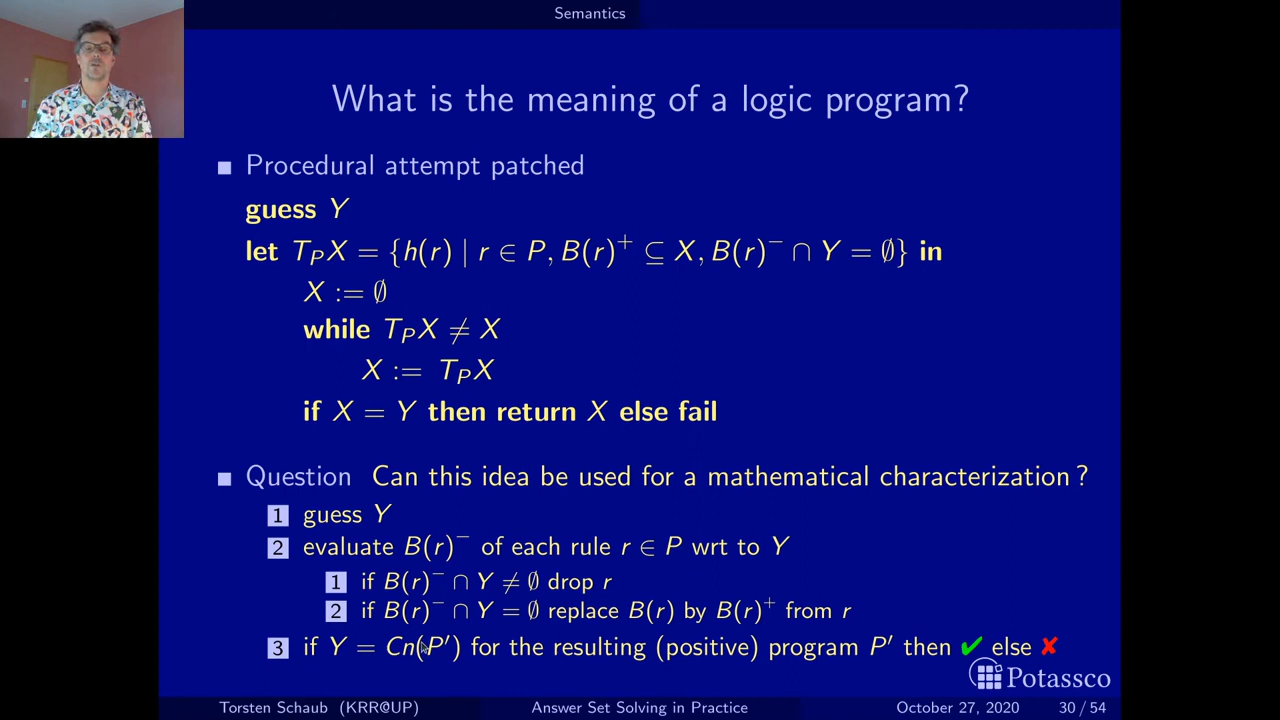 Semantics
What is the meaning of a logic program?
Procedural attempt patched
guess Y
let T_P X = {h(r) | r ∈ P, B(r)⁺ ⊆ X, B(r)⁻ ∩ Y = ∅} in
X := ∅
while T_P X ≠ X
X := T_P X
if X = Y then return X else fail
Question Can this idea be used for a mathematical characterization ?
1 guess Y
2 evaluate B(r)⁻ of each rule r ∈ P wrt to Y
1 if B(r)⁻ ∩ Y ≠ ∅ drop r
2 if B(r)⁻ ∩ Y = ∅ replace B(r) by B(r)⁺ from r
3 if Y = Cn(P′) for the resulting (positive) program P′ then ✔ else ✘
Potassco
Torsten Schaub (KRR@UP) Answer Set Solving in Practice October 27, 2020 30 / 54